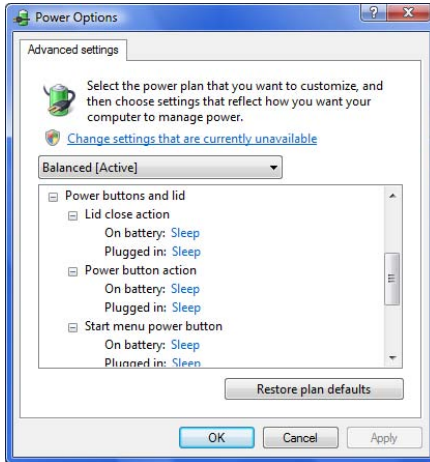 Power Options
Advanced settings
Select the power plan that you want to customize, and
then choose settings that reflect how you want your
computer to manage power.
Change settings that are currently unavailable
Balanced [Active]
Power buttons and lid
Lid close action
On battery: Sleep
Plugged in: Sleep
Power button action
On battery: Sleep
Plugged in: Sleep
Start menu power button
On battery: Sleep
Plugged in: Sleep
Restore plan defaults
OK Cancel Apply